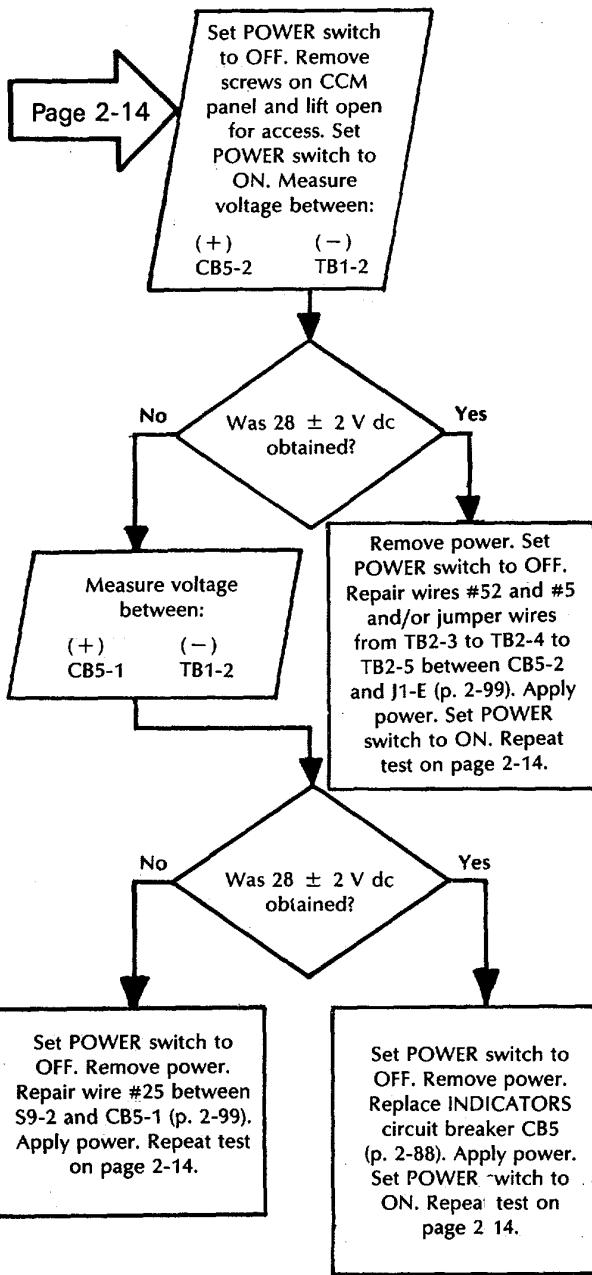 Page 2-14
Set POWER switch
to OFF. Remove
screws on CCM
panel and lift open
for access. Set
POWER switch to
ON. Measure
voltage between:
(+) (−)
CB5-2 TB1-2
No
Was 28 ± 2 V dc
obtained?
Yes
Measure voltage
between:
(+) (−)
CB5-1 TB1-2
Remove power. Set
POWER switch to OFF.
Repair wires #52 and #5
and/or jumper wires
from TB2-3 to TB2-4 to
TB2-5 between CB5-2
and J1-E (p. 2-99). Apply
power. Set POWER
switch to ON. Repeat
test on page 2-14.
No
Was 28 ± 2 V dc
obtained?
Yes
Set POWER switch to
OFF. Remove power.
Repair wire #25 between
S9-2 and CB5-1 (p. 2-99).
Apply power. Repeat test
on page 2-14.
Set POWER switch to
OFF. Remove power.
Replace INDICATORS
circuit breaker CB5
(p. 2-88). Apply power.
Set POWER witch to
ON. Repeat test on
page 2 14.